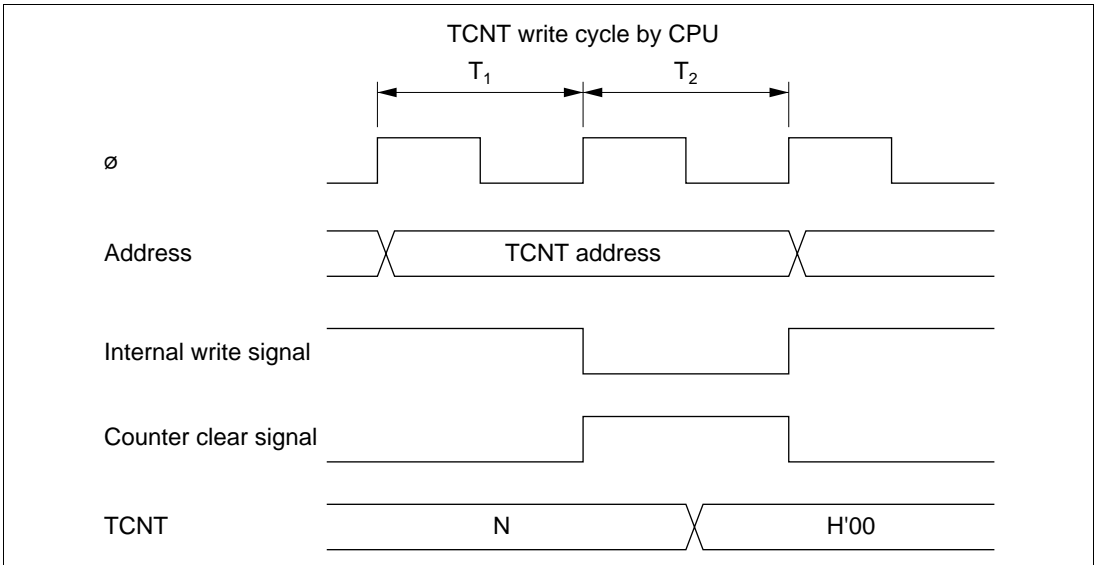 TCNT write cycle by CPU
T₁ T₂
ø
Address TCNT address
Internal write signal
Counter clear signal
TCNT N H'00